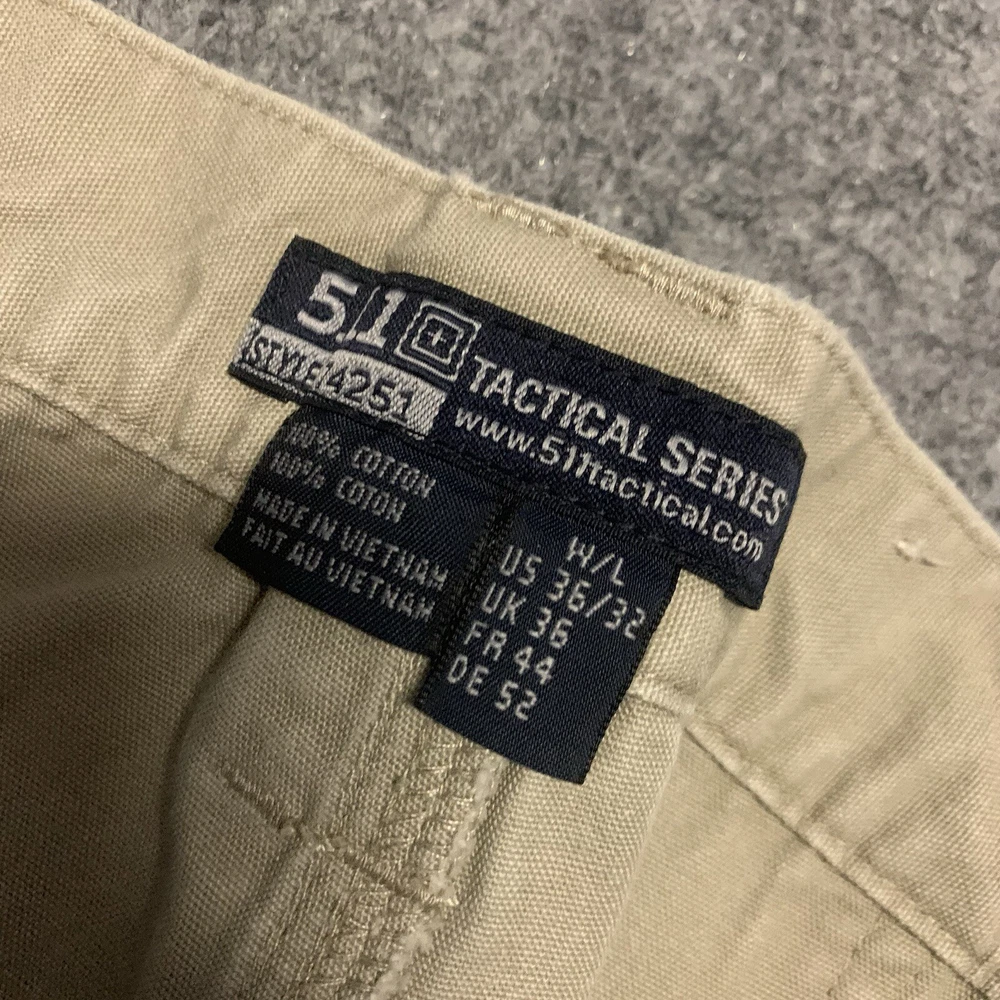 5.11 TACTICAL SERIES
STYLE 74251
www.511tactical.com
100% COTTON
100% COTON
MADE IN VIETNAM
FAIT AU VIETNAM
W/L
US 36/32
UK 36
FR 44
DE 52